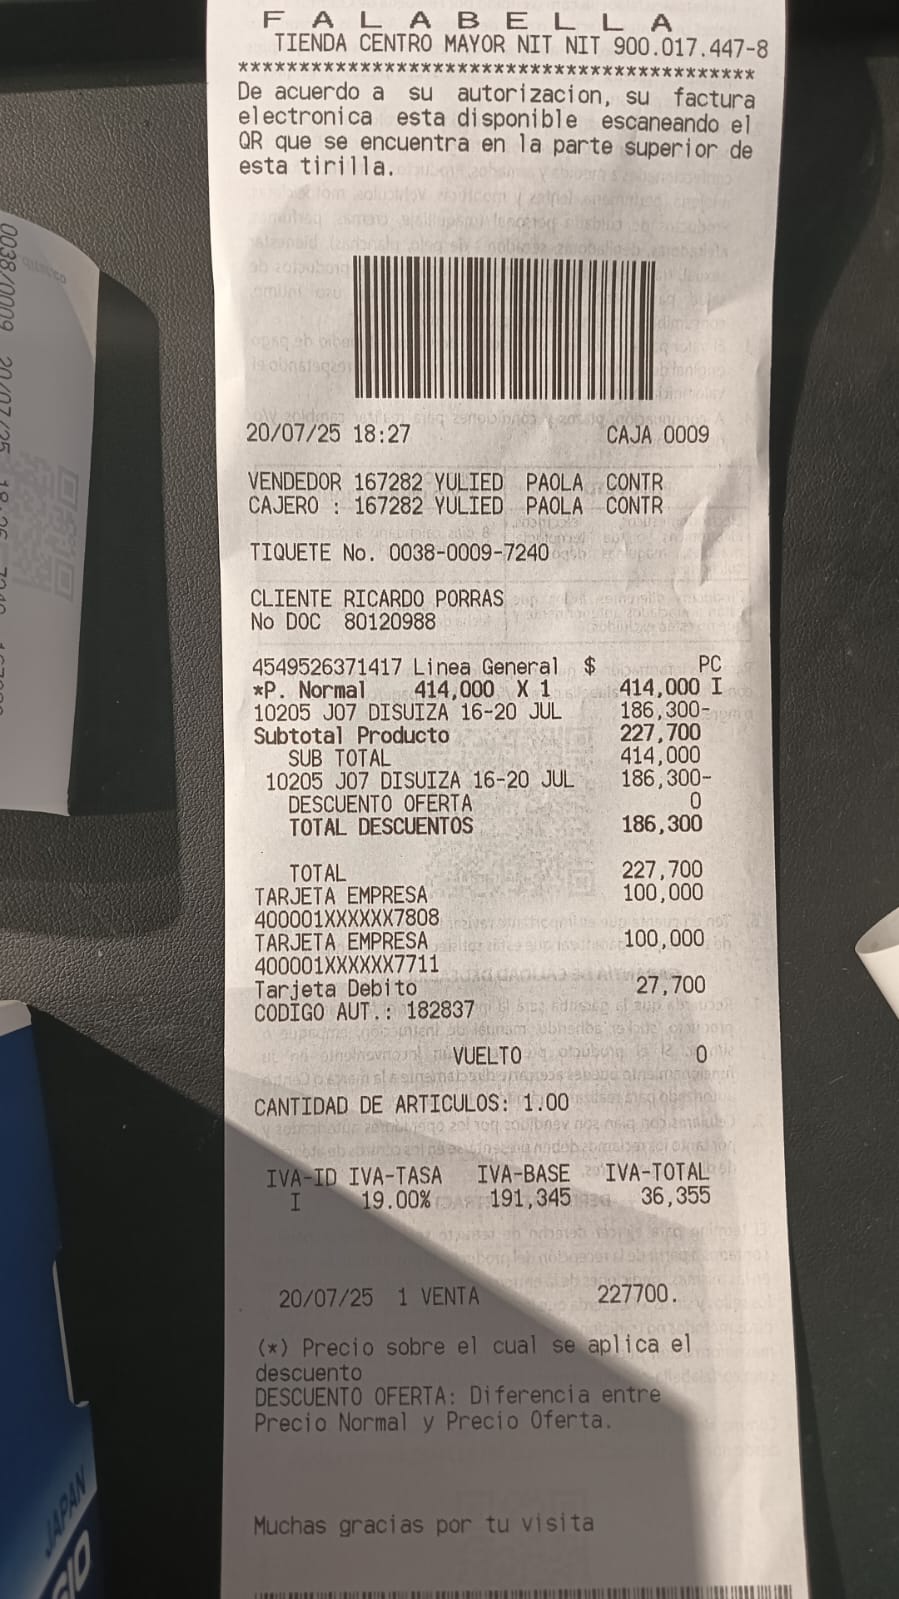 F A L A B E L L A
TIENDA CENTRO MAYOR NIT NIT 900.017.447-8
******************************************
De acuerdo a su autorizacion, su factura
electronica esta disponible escaneando el
QR que se encuentra en la parte superior de
esta tirilla.
20/07/25 18:27 CAJA 0009
VENDEDOR 167282 YULIED PAOLA CONTR
CAJERO : 167282 YULIED PAOLA CONTR
TIQUETE No. 0038-0009-7240
CLIENTE RICARDO PORRAS
No DOC 80120988
4549526371417 Linea General $ PC
*P. Normal 414,000 X 1 414,000 I
10205 J07 DISUIZA 16-20 JUL 186,300-
Subtotal Producto 227,700
SUB TOTAL 414,000
10205 J07 DISUIZA 16-20 JUL 186,300-
DESCUENTO OFERTA 0
TOTAL DESCUENTOS 186,300
TOTAL 227,700
TARJETA EMPRESA 100,000
400001XXXXXX7808
TARJETA EMPRESA 100,000
400001XXXXXX7711
Tarjeta Debito 27,700
CODIGO AUT.: 182837
VUELTO 0
CANTIDAD DE ARTICULOS: 1.00
IVA-ID IVA-TASA IVA-BASE IVA-TOTAL
I 19.00% 191,345 36,355
20/07/25 1 VENTA 227700.
(*) Precio sobre el cual se aplica el
descuento
DESCUENTO OFERTA: Diferencia entre
Precio Normal y Precio Oferta.
Muchas gracias por tu visita
0038/0009 20/07/25
JAPAN